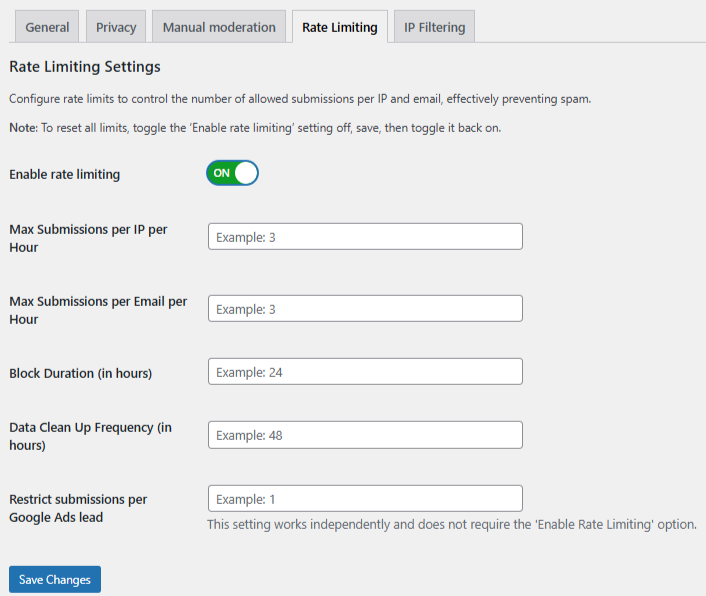 General Privacy Manual moderation Rate Limiting IP Filtering
Rate Limiting Settings
Configure rate limits to control the number of allowed submissions per IP and email, effectively preventing spam.
Note: To reset all limits, toggle the 'Enable rate limiting' setting off, save, then toggle it back on.
Enable rate limiting ON
Max Submissions per IP per
Hour
Example: 3
Max Submissions per Email per
Hour
Example: 3
Block Duration (in hours)
Example: 24
Data Clean Up Frequency (in
hours)
Example: 48
Restrict submissions per
Google Ads lead
Example: 1
This setting works independently and does not require the 'Enable Rate Limiting' option.
Save Changes